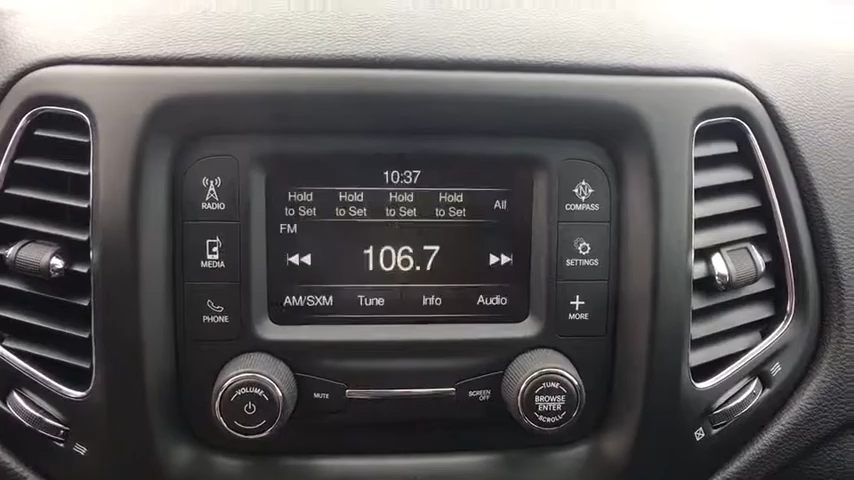 10:37
Hold to Set
Hold to Set
Hold to Set
Hold to Set
All
FM
106.7
AM/SXM Tune Info Audio
RADIO
MEDIA
PHONE
N
COMPASS
SETTINGS
MORE
VOLUME
MUTE
SCREEN OFF
TUNE
BROWSE
ENTER
SCROLL